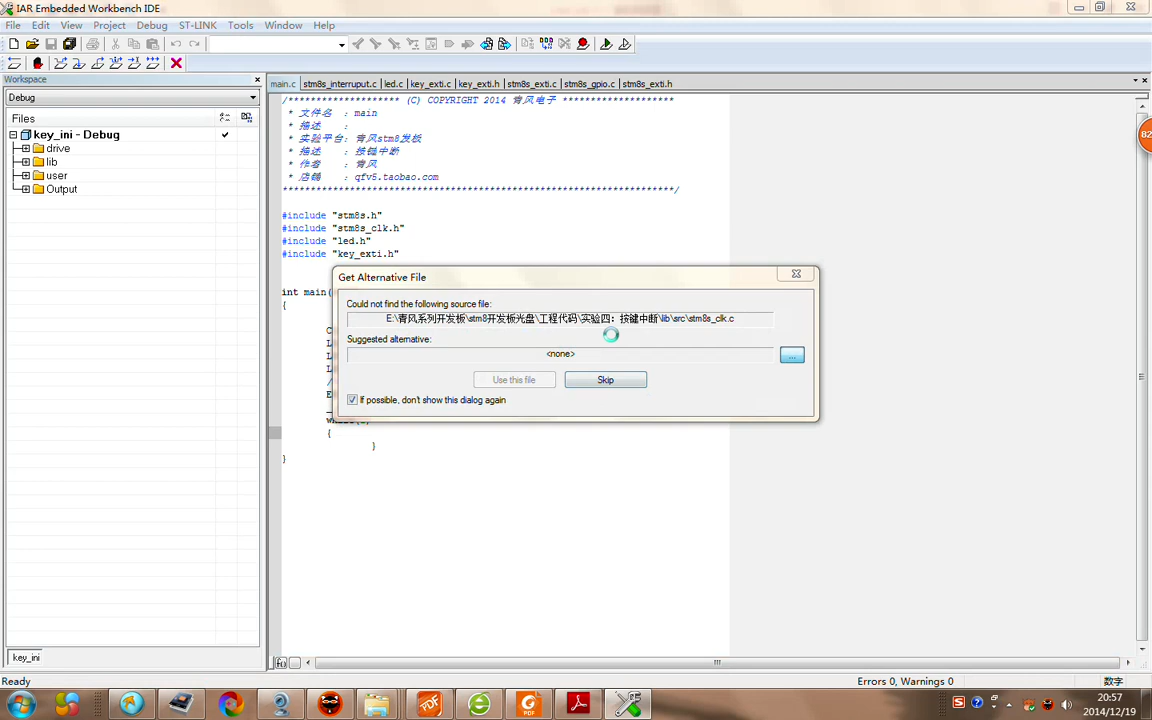 IAR Embedded Workbench IDE
File Edit View Project Debug ST-LINK Tools Window Help
Workspace
Debug
Files
key_ini - Debug
drive
lib
user
Output
key_ini
main.c stm8s_interruput.c led.c key_exti.c key_exti.h stm8s_exti.c stm8s_gpio.c stm8s_exti.h
/******************** (C) COPYRIGHT 2014 青风电子 ********************
* 文件名 : main
* 描述 :
* 实验平台: 青风stm8发板
* 描述 : 按键中断
* 作者 : 青风
* 店铺 : qfv5.taobao.com
**********************************************************************/
#include "stm8s.h"
#include "stm8s_clk.h"
#include "led.h"
#include "key_exti.h"
int main(
{
C
L
L
L
/
E
_
{
}
}
Get Alternative File
Could not find the following source file:
E:\青风系列开发板\stm8开发板光盘\工程代码\实验四：按键中断\lib\src\stm8s_clk.c
Suggested alternative:
<none>
...
Use this file Skip
If possible, don't show this dialog again
82
Ready
Errors 0, Warnings 0
数字
20:57
2014/12/19